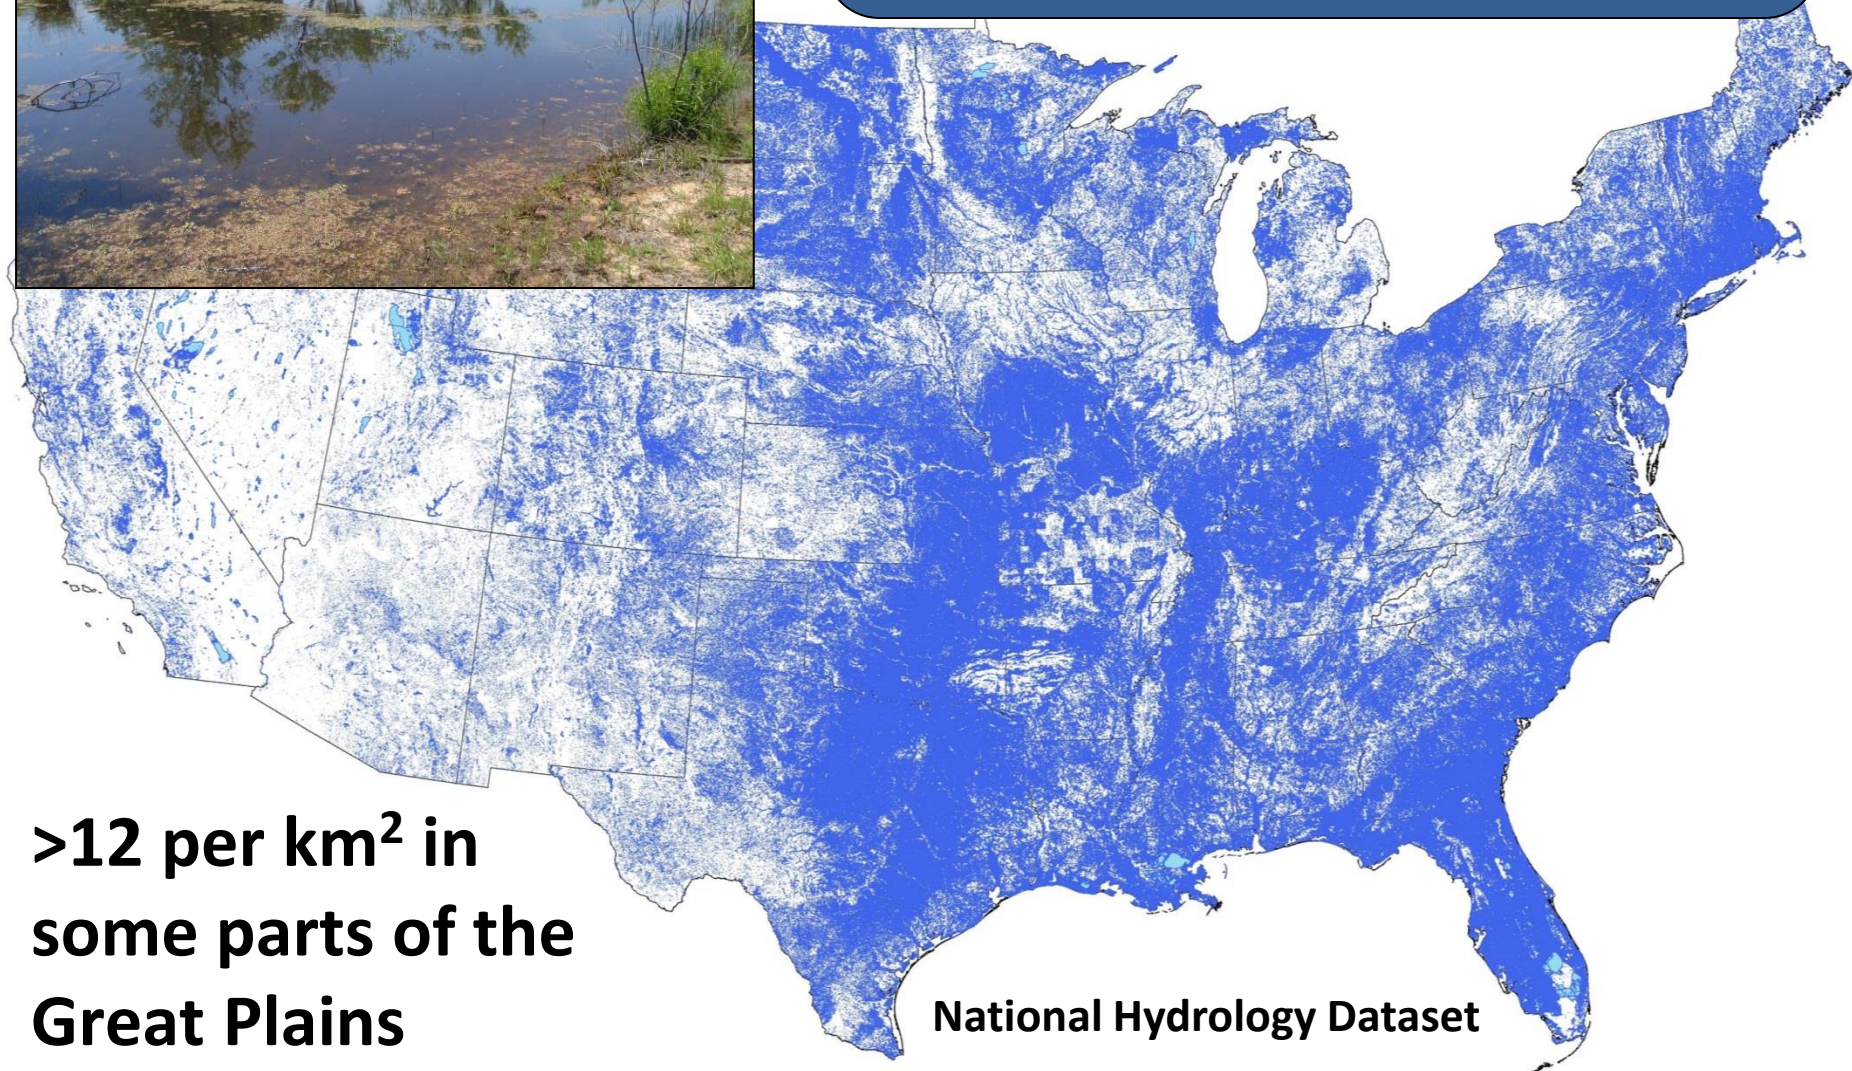 >12 per km² in
some parts of the
Great Plains
National Hydrology Dataset